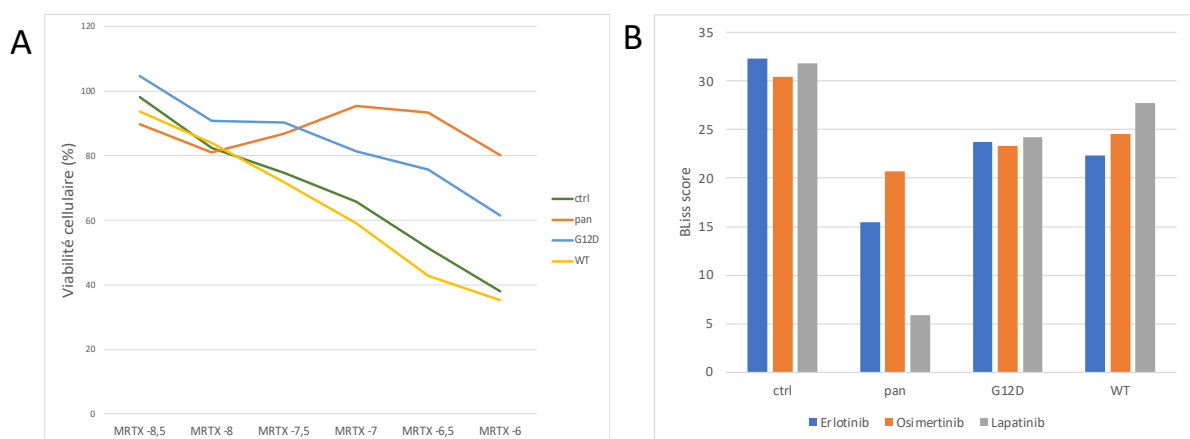 A
Viabilité cellulaire (%)
120
100
80
60
40
20
0
MRTX -8,5 MRTX -8 MRTX -7,5 MRTX -7 MRTX -6,5 MRTX -6
ctrl
pan
G12D
WT
B
BLiss score
35
30
25
20
15
10
5
0
ctrl pan G12D WT
Erlotinib Osimertinib Lapatinib